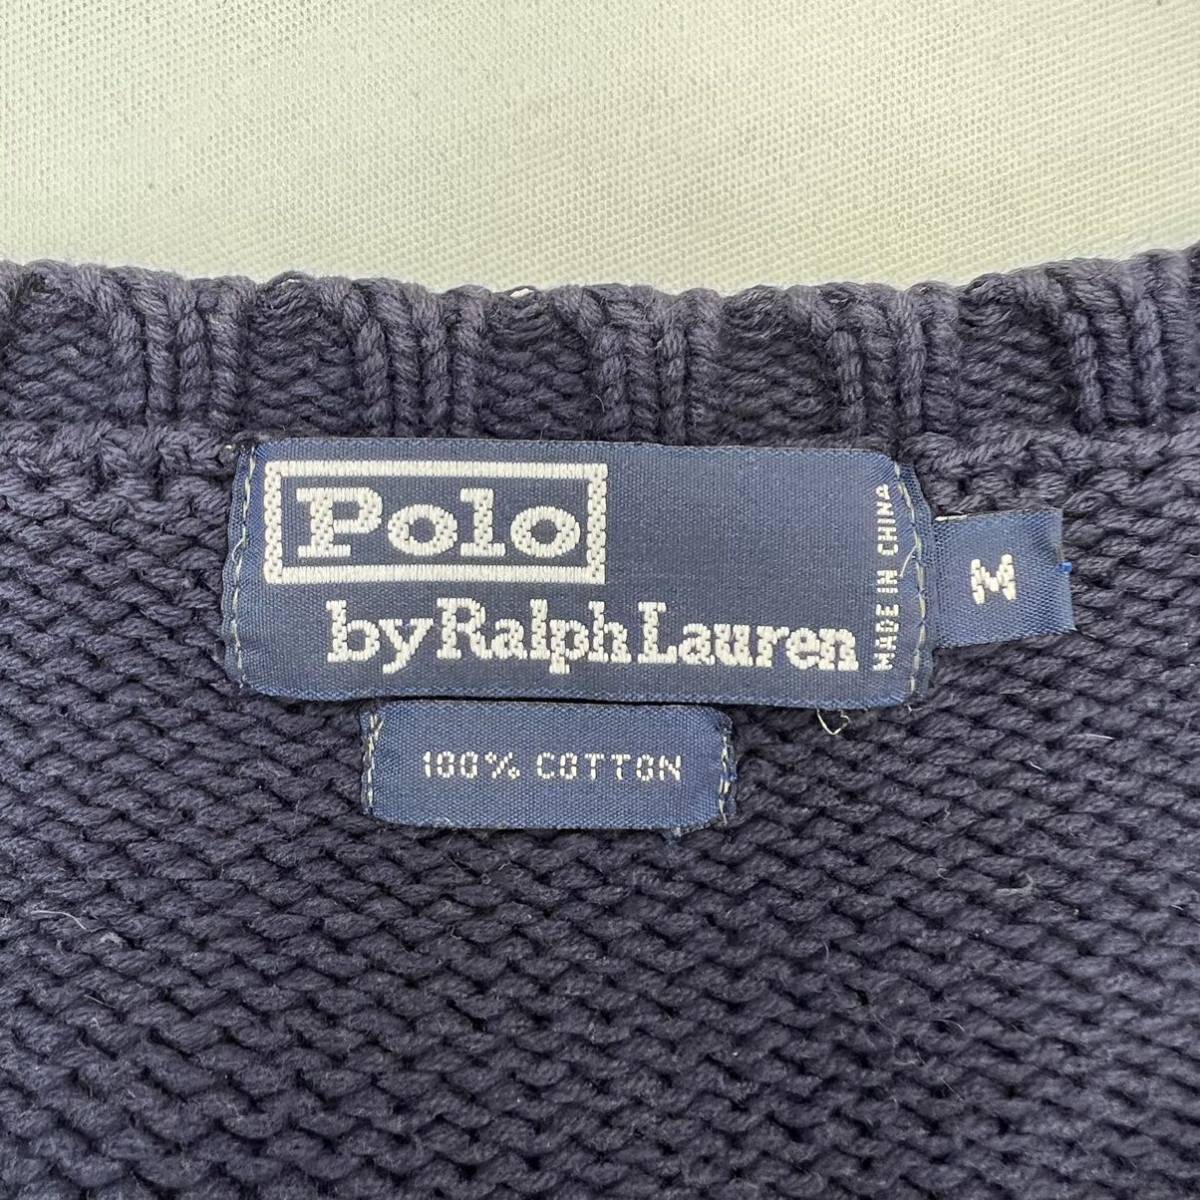 Polo
by Ralph Lauren
MADE IN CHINA
M
100% COTTON